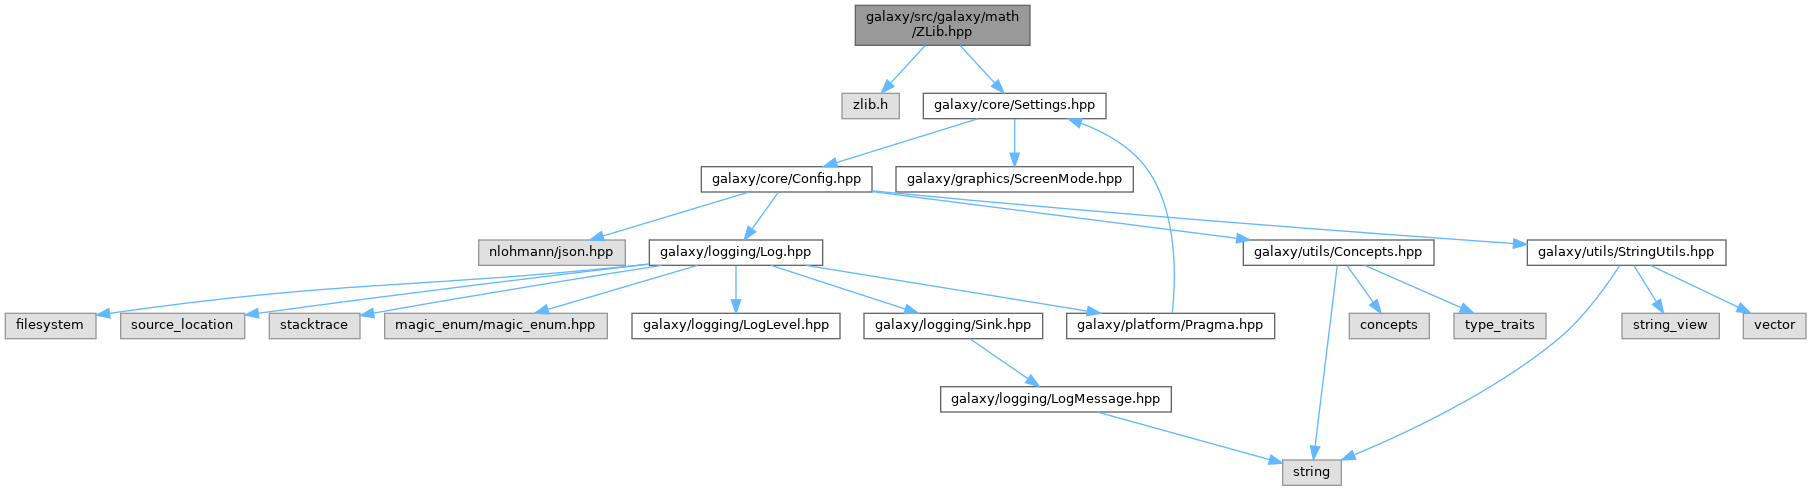 galaxy/src/galaxy/math
/ZLib.hpp
zlib.h
galaxy/core/Settings.hpp
galaxy/core/Config.hpp
galaxy/graphics/ScreenMode.hpp
nlohmann/json.hpp
galaxy/logging/Log.hpp
galaxy/utils/Concepts.hpp
galaxy/utils/StringUtils.hpp
filesystem
source_location
stacktrace
magic_enum/magic_enum.hpp
galaxy/logging/LogLevel.hpp
galaxy/logging/Sink.hpp
galaxy/platform/Pragma.hpp
concepts
type_traits
string_view
vector
galaxy/logging/LogMessage.hpp
string